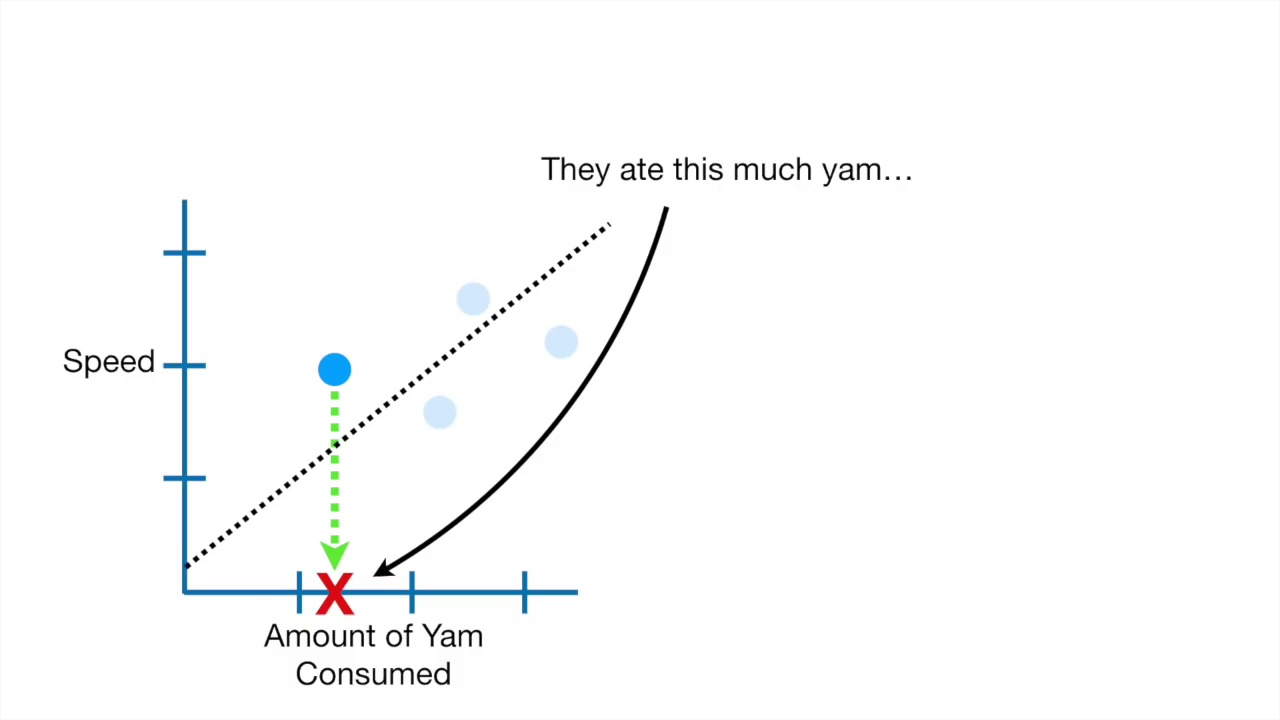 They ate this much yam…
Speed
X
Amount of Yam
Consumed